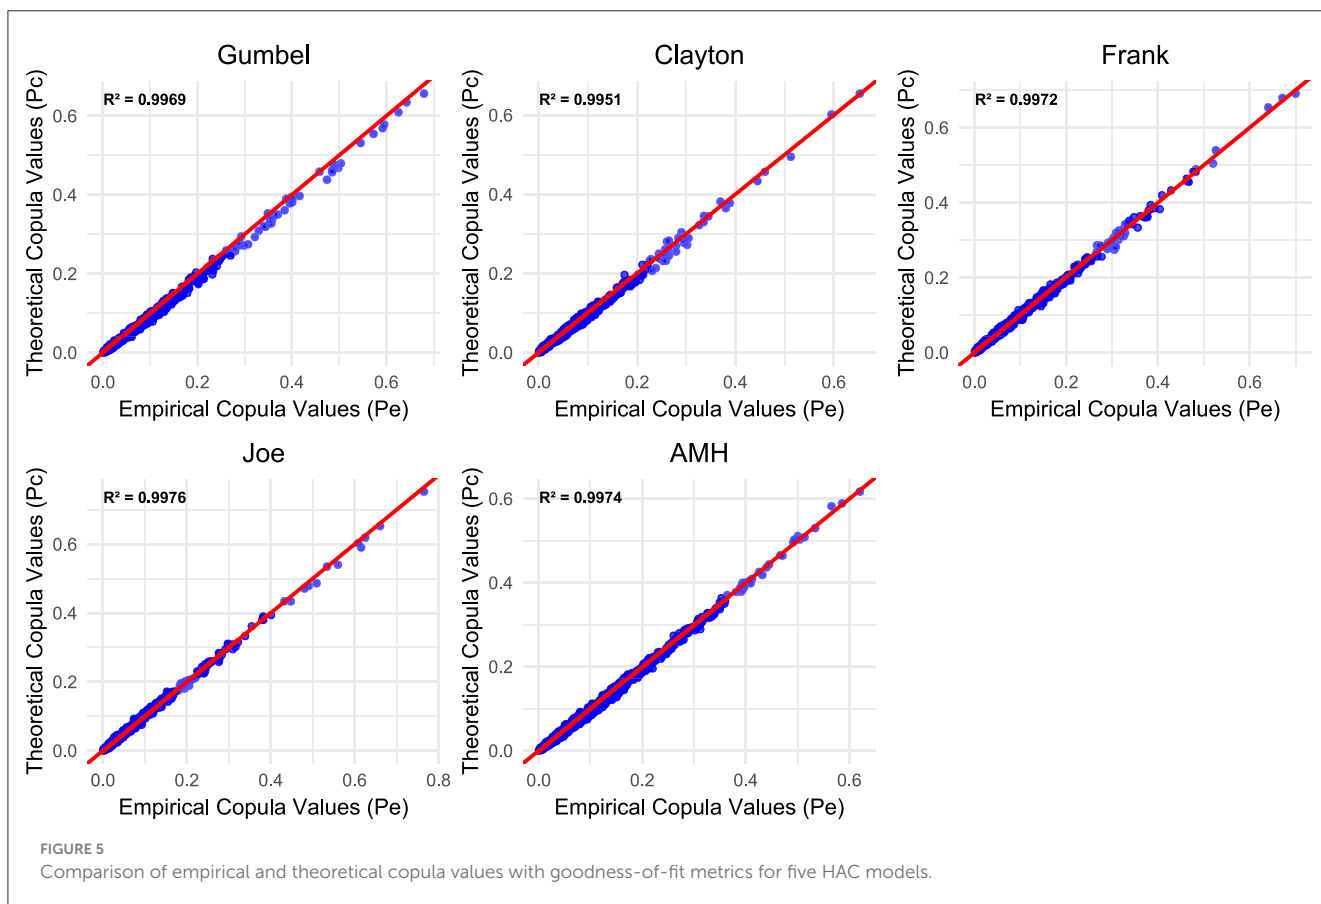 Gumbel
R² = 0.9969
Theoretical Copula Values (Pc)
0.6
0.4
0.2
0.0
0.0 0.2 0.4 0.6
Empirical Copula Values (Pe)
Clayton
R² = 0.9951
Theoretical Copula Values (Pc)
0.6
0.4
0.2
0.0
0.0 0.2 0.4 0.6
Empirical Copula Values (Pe)
Frank
R² = 0.9972
Theoretical Copula Values (Pc)
0.6
0.4
0.2
0.0
0.0 0.2 0.4 0.6
Empirical Copula Values (Pe)
Joe
R² = 0.9976
Theoretical Copula Values (Pc)
0.6
0.4
0.2
0.0
0.0 0.2 0.4 0.6 0.8
Empirical Copula Values (Pe)
AMH
R² = 0.9974
Theoretical Copula Values (Pc)
0.6
0.4
0.2
0.0
0.0 0.2 0.4 0.6
Empirical Copula Values (Pe)
FIGURE 5
Comparison of empirical and theoretical copula values with goodness-of-fit metrics for five HAC models.